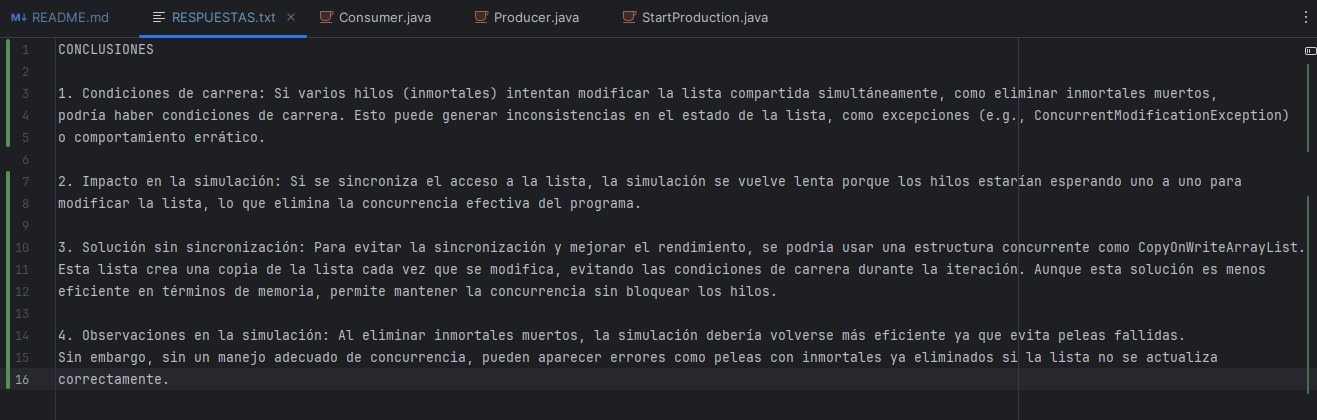 README.md RESPUESTAS.txt Consumer.java Producer.java StartProduction.java
1 CONCLUSIONES
2
3 1. Condiciones de carrera: Si varios hilos (inmortales) intentan modificar la lista compartida simultáneamente, como eliminar inmortales muertos,
4 podría haber condiciones de carrera. Esto puede generar inconsistencias en el estado de la lista, como excepciones (e.g., ConcurrentModificationException)
5 o comportamiento errático.
6
7 2. Impacto en la simulación: Si se sincroniza el acceso a la lista, la simulación se vuelve lenta porque los hilos estarían esperando uno a uno para
8 modificar la lista, lo que elimina la concurrencia efectiva del programa.
9
10 3. Solución sin sincronización: Para evitar la sincronización y mejorar el rendimiento, se podria usar una estructura concurrente como CopyOnWriteArrayList.
11 Esta lista crea una copia de la lista cada vez que se modifica, evitando las condiciones de carrera durante la iteración. Aunque esta solución es menos
12 eficiente en términos de memoria, permite mantener la concurrencia sin bloquear los hilos.
13
14 4. Observaciones en la simulación: Al eliminar inmortales muertos, la simulación debería volverse más eficiente ya que evita peleas fallidas.
15 Sin embargo, sin un manejo adecuado de concurrencia, pueden aparecer errores como peleas con inmortales ya eliminados si la lista no se actualiza
16 correctamente.